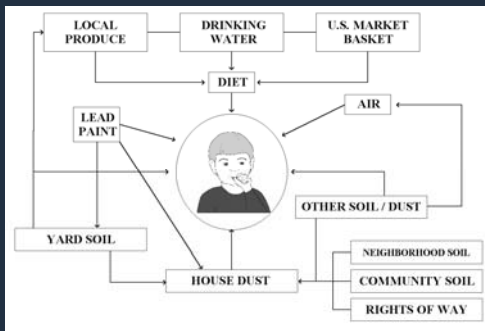 LOCAL
PRODUCE
DRINKING
WATER
U.S. MARKET
BASKET
DIET
AIR
LEAD
PAINT
OTHER SOIL / DUST
YARD SOIL
NEIGHBORHOOD SOIL
HOUSE DUST
COMMUNITY SOIL
RIGHTS OF WAY